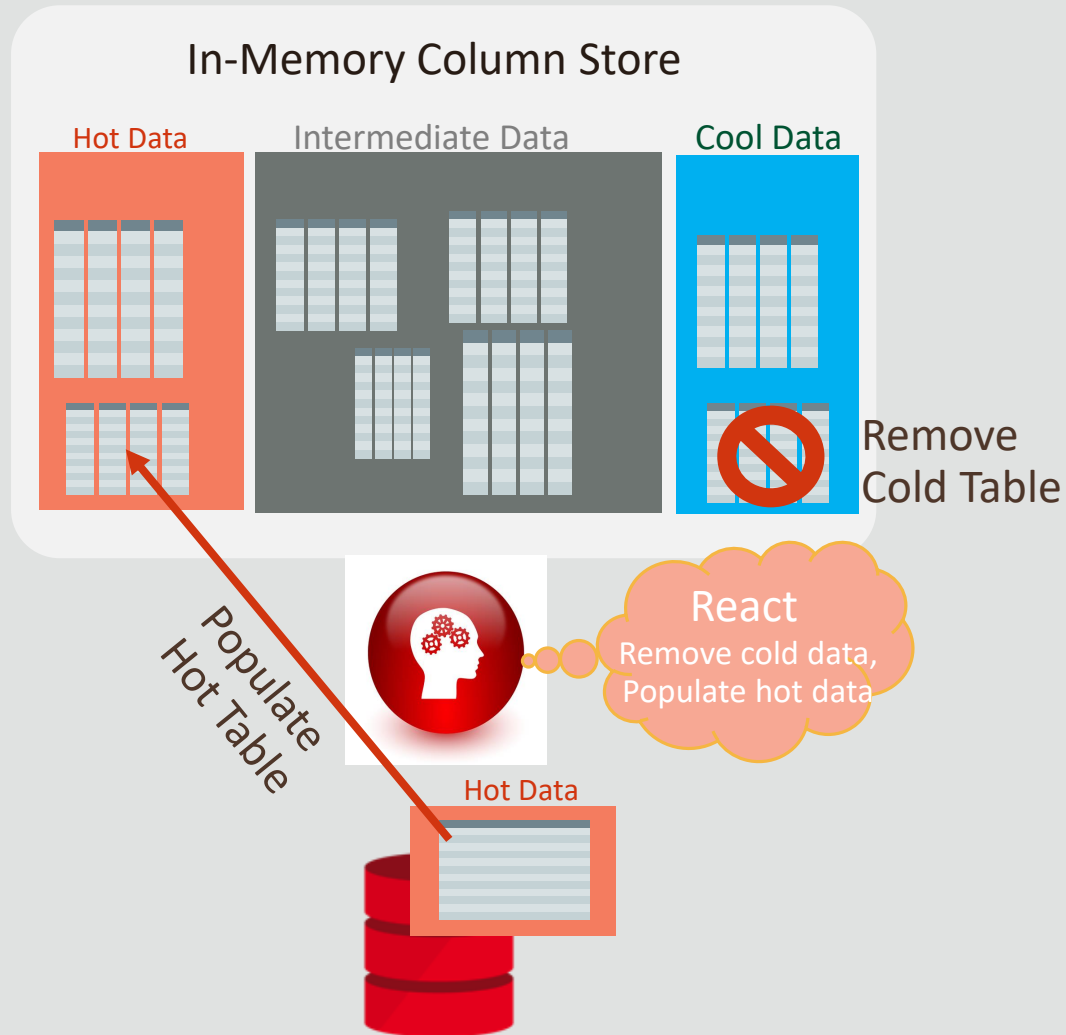 In-Memory Column Store
Hot Data
Intermediate Data
Cool Data
Remove
Cold Table
React
Remove cold data,
Populate hot data
Populate
Hot Table
Hot Data